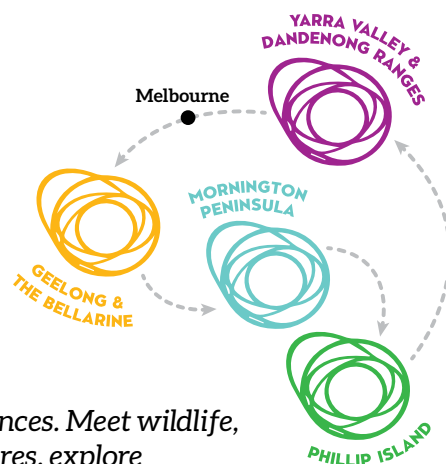 YARRA VALLEY &
DANDENONG RANGES
Melbourne
MORNINGTON
PENINSULA
GEELONG &
THE BELLARINE
PHILLIP ISLAND
nces. Meet wildlife,
res, explore